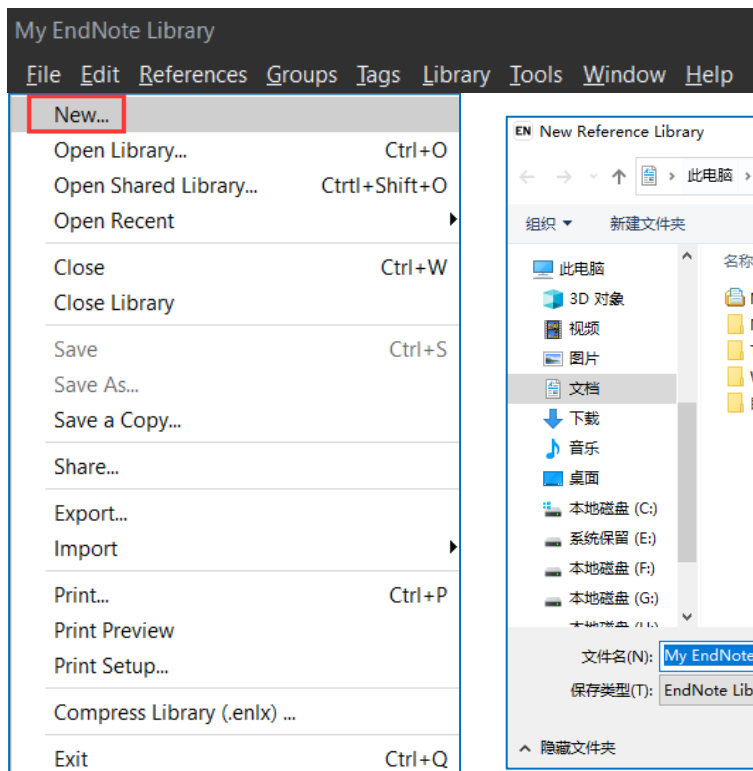 My EndNote Library
File Edit References Groups Tags Library Tools Window Help
New...
Open Library... Ctrl+O
Open Shared Library... Ctrtl+Shift+O
Open Recent
Close Ctrl+W
Close Library
Save Ctrl+S
Save As...
Save a Copy...
Share...
Export...
Import
Print... Ctrl+P
Print Preview
Print Setup...
Compress Library (.enlx) ...
Exit Ctrl+Q
EN New Reference Library
此电脑
组织 新建文件夹
名称
此电脑
3D 对象
视频
图片
文档
下载
音乐
桌面
本地磁盘 (C:)
系统保留 (E:)
本地磁盘 (F:)
本地磁盘 (G:)
文件名(N): My EndNote
保存类型(T): EndNote Lib
隐藏文件夹